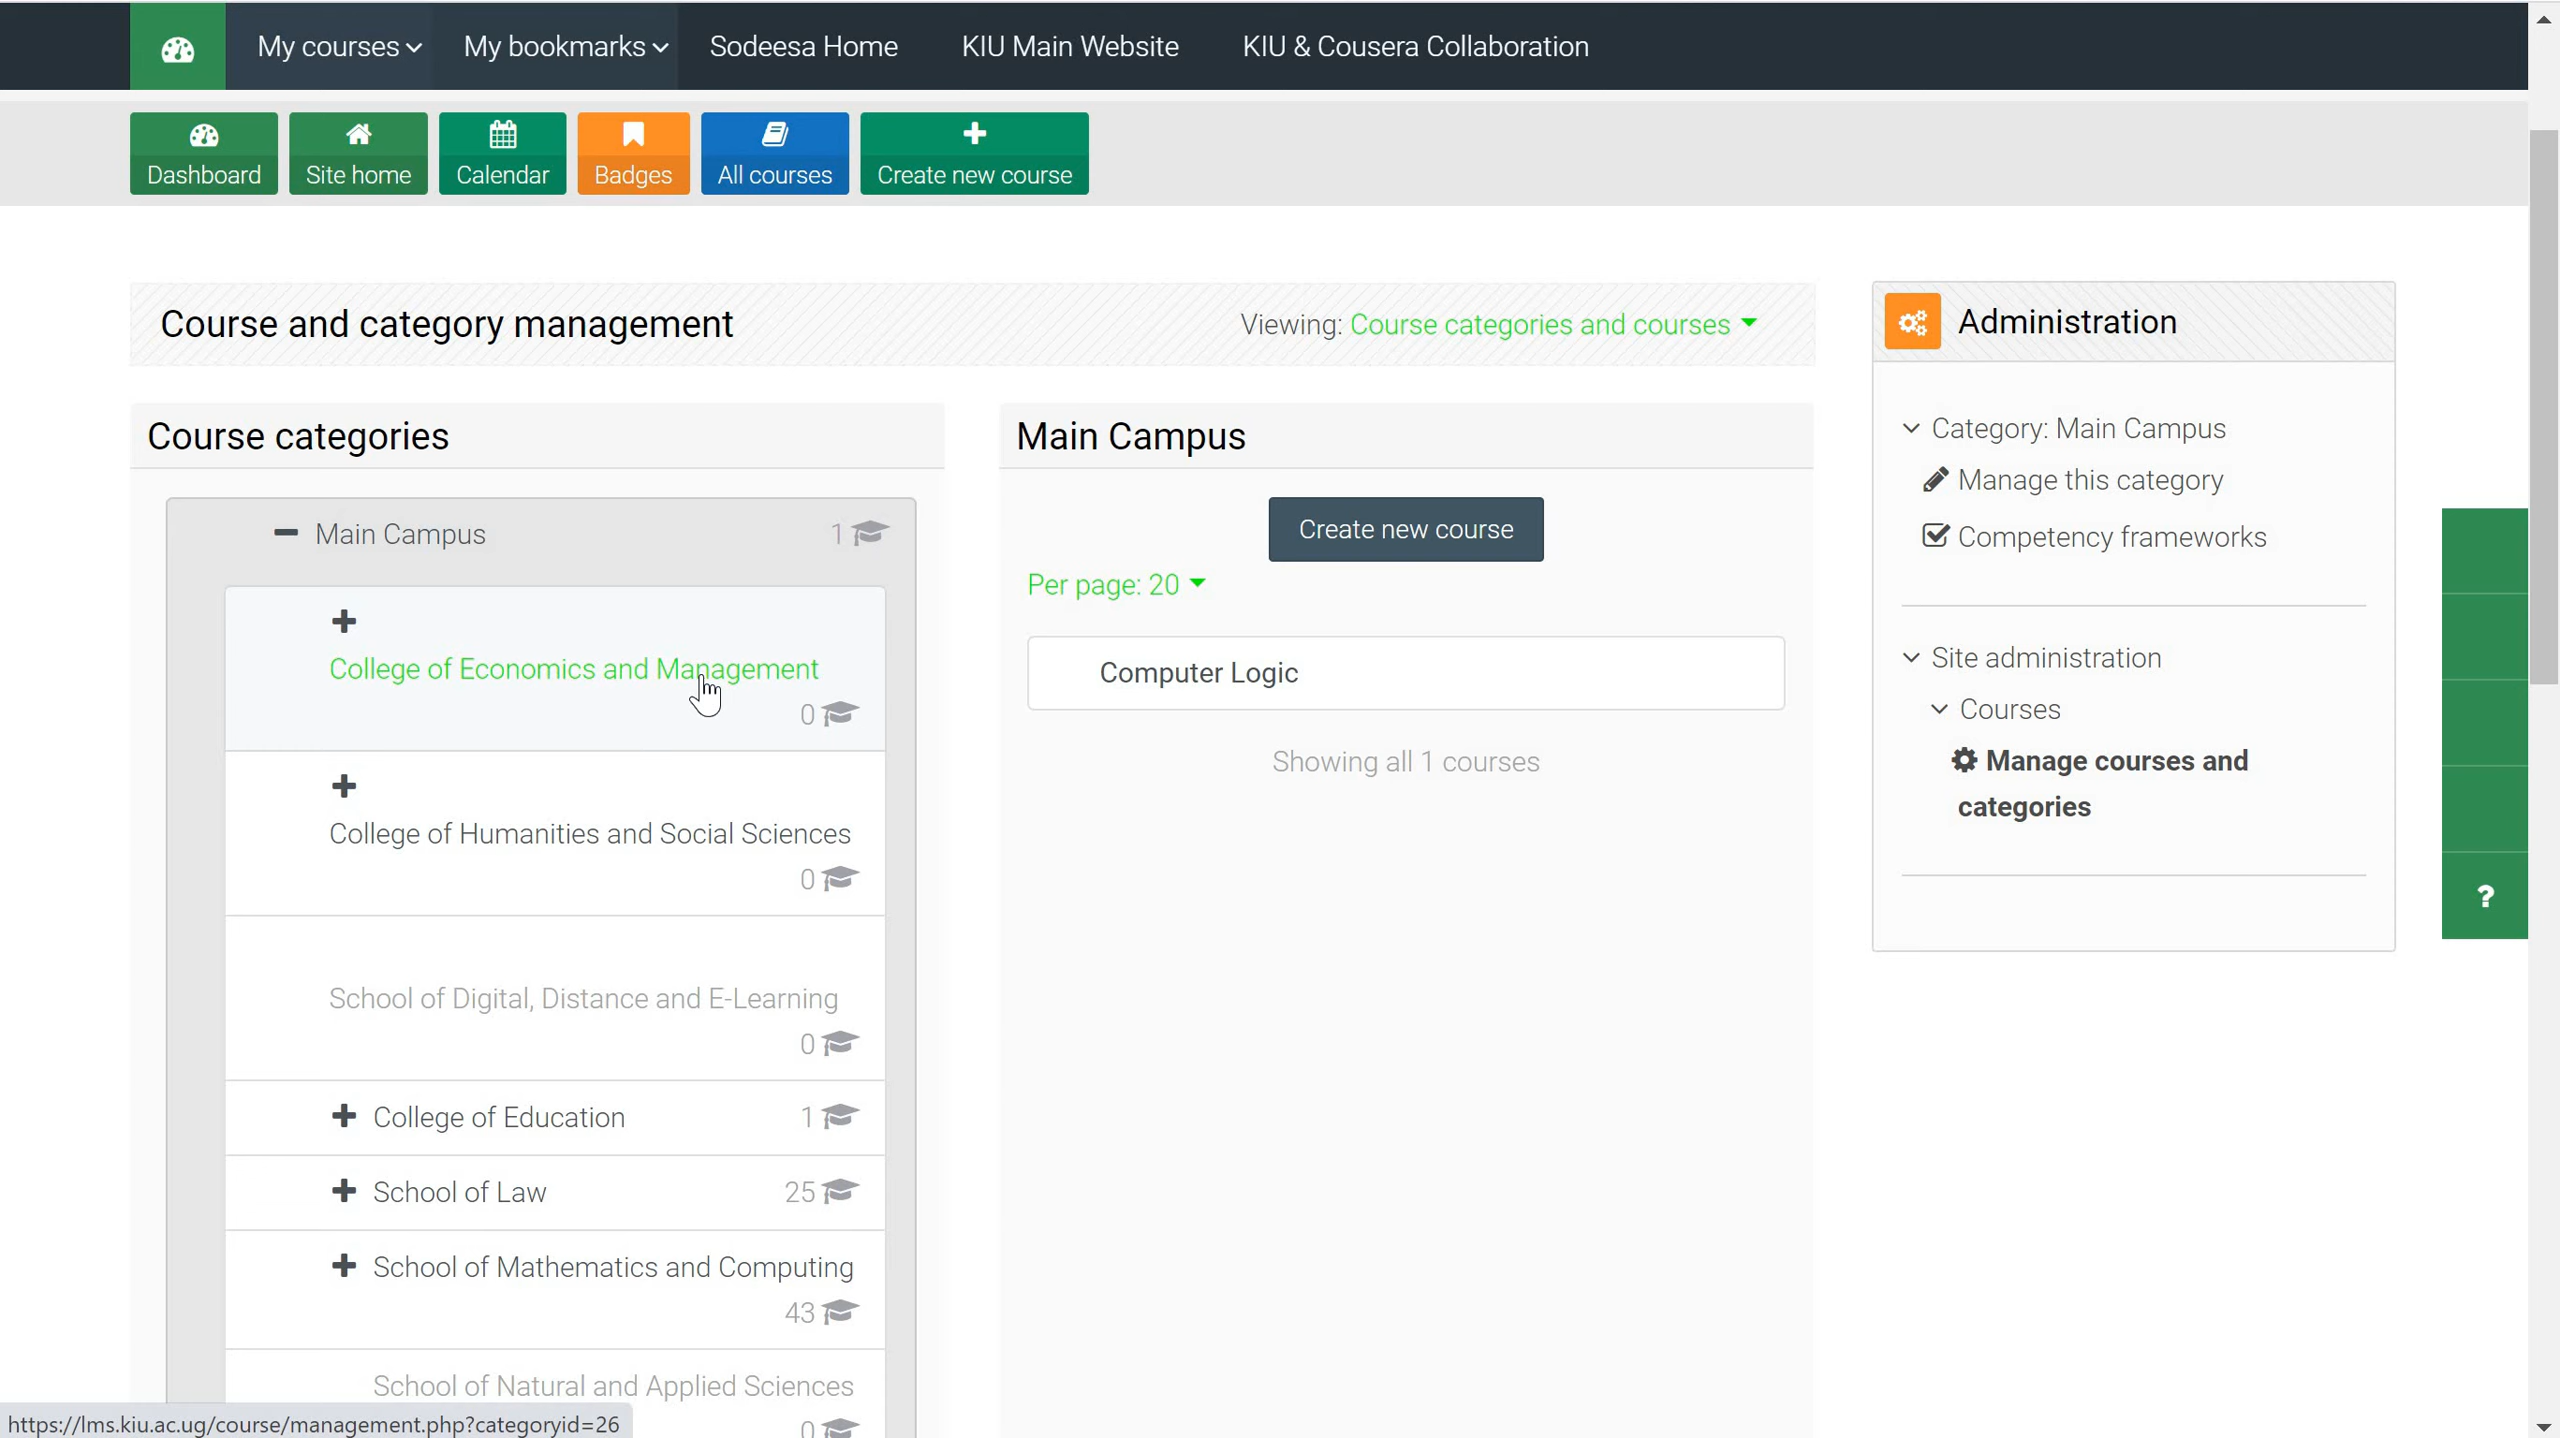 My courses My bookmarks Sodeesa Home KIU Main Website KIU & Cousera Collaboration
Dashboard Site home Calendar Badges All courses Create new course
Course and category management
Viewing: Course categories and courses
Course categories
Main Campus 1
College of Economics and Management
0
College of Humanities and Social Sciences
0
School of Digital, Distance and E-Learning
0
College of Education 1
School of Law 25
School of Mathematics and Computing
43
School of Natural and Applied Sciences
0
Main Campus
Create new course
Per page: 20
Computer Logic
Showing all 1 courses
Administration
Category: Main Campus
Manage this category
Competency frameworks
Site administration
Courses
Manage courses and
categories
?
https://lms.kiu.ac.ug/course/management.php?categoryid=26